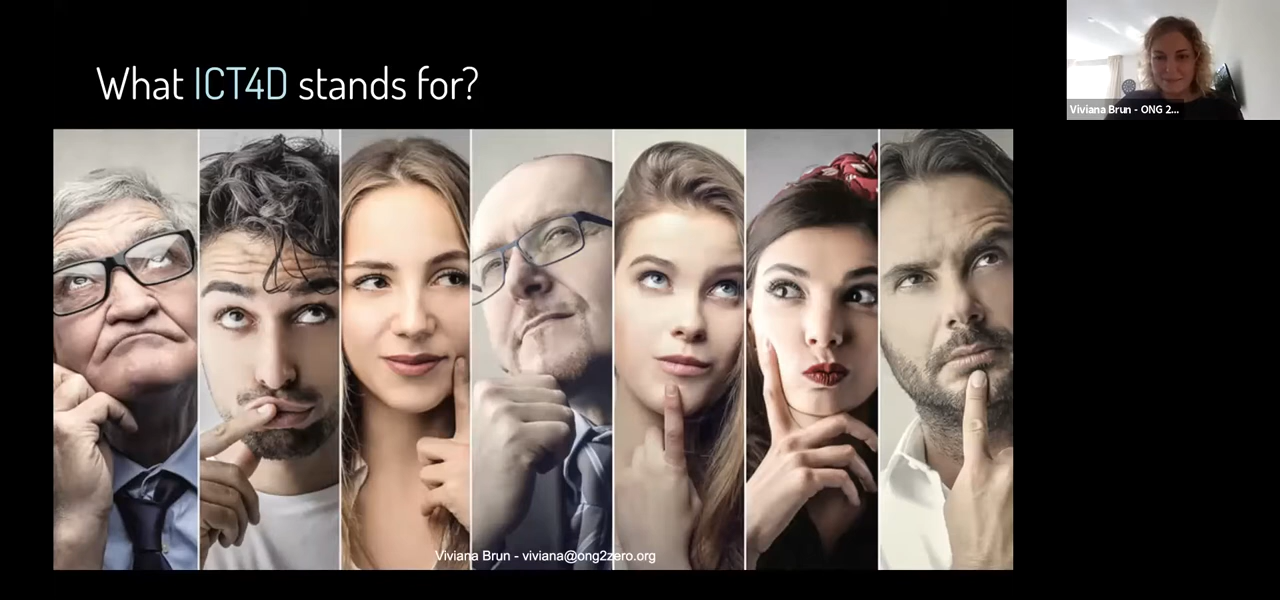 What ICT4D stands for?
Viviana Brun - ONG 2...
Viviana Brun - viviana@ong2zero.org